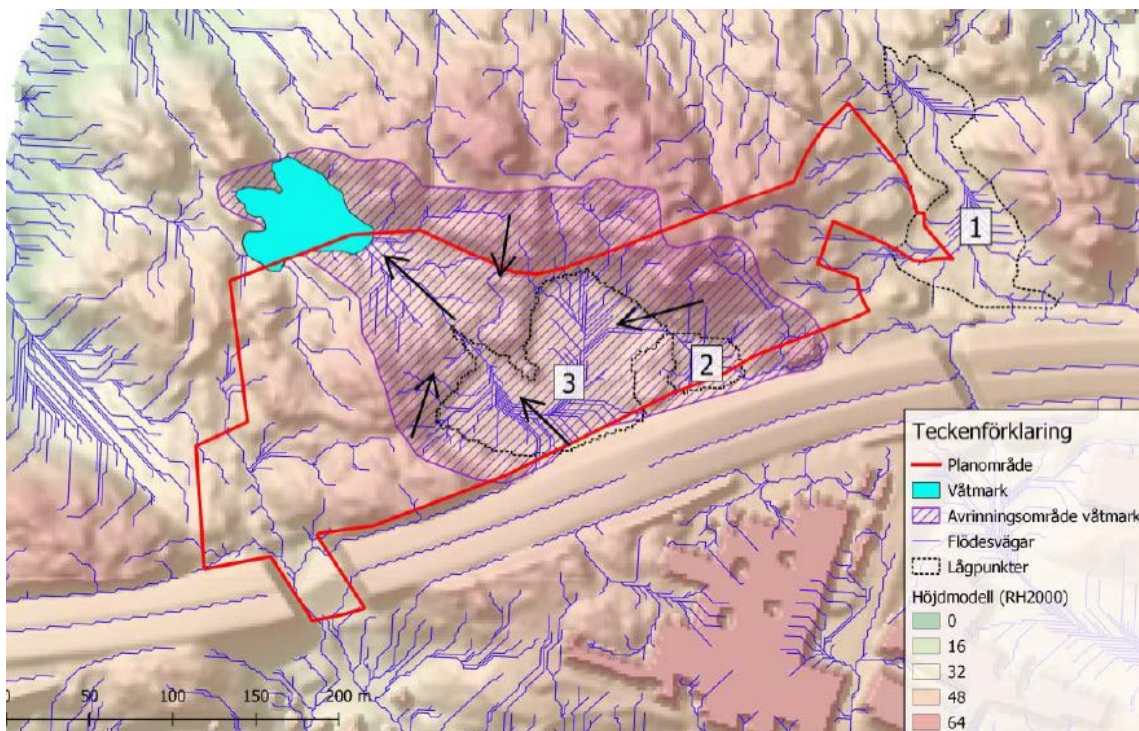 1
2
3
Teckenförklaring
Planområde
Våtmark
Avrinningsområde våtmark
Flödesvägar
Lågpunkter
Höjdmodell (RH2000)
0
16
32
48
64
0 50 100 150 200 m